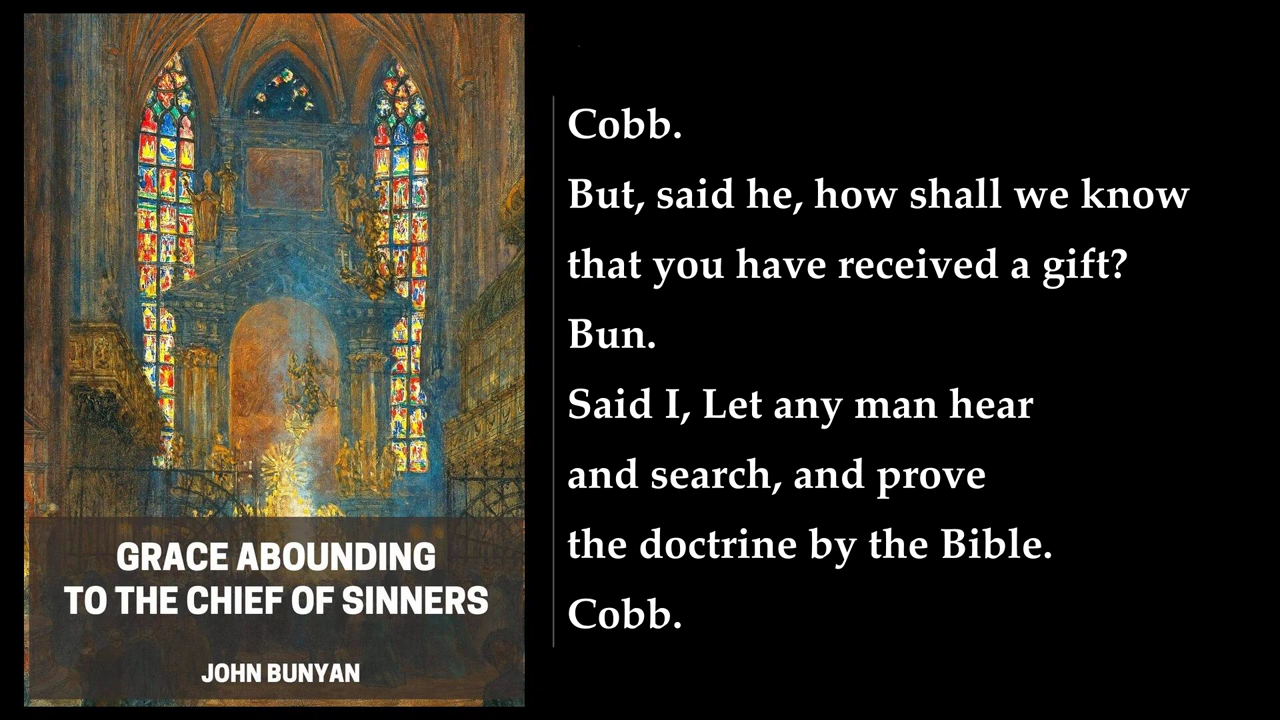 GRACE ABOUNDING
TO THE CHIEF OF SINNERS
JOHN BUNYAN
Cobb.
But, said he, how shall we know
that you have received a gift?
Bun.
Said I, Let any man hear
and search, and prove
the doctrine by the Bible.
Cobb.